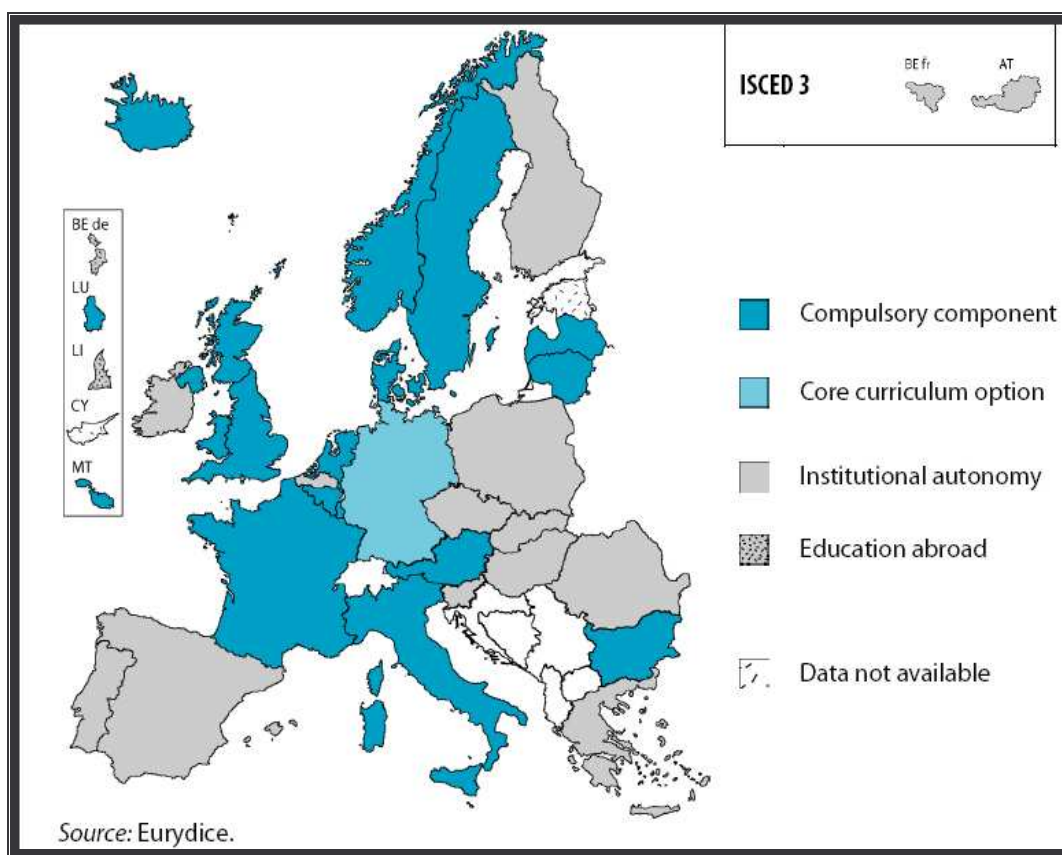 ISCED 3
BE fr
AT
BE de
LU
LI
CY
MT
Compulsory component
Core curriculum option
Institutional autonomy
Education abroad
Data not available
Source: Eurydice.